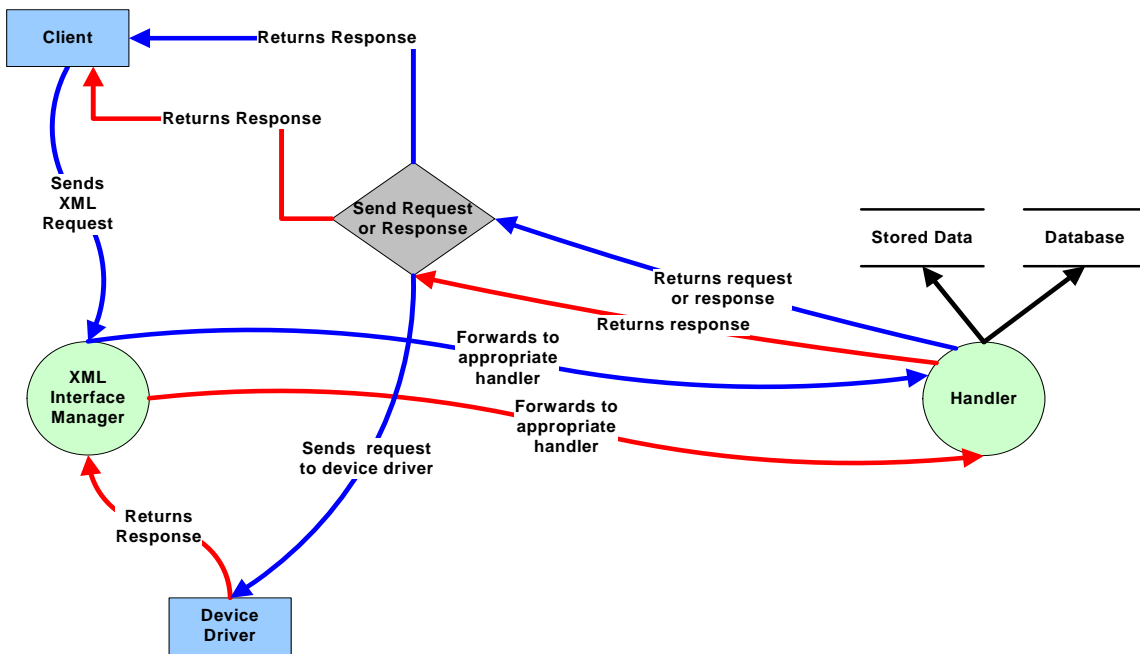 Client
Returns Response
Returns Response
Sends
XML
Request
Send Request
or Response
Stored Data
Database
Returns request
or response
Returns response
Forwards to
appropriate
handler
XML
Interface
Manager
Handler
Forwards to
appropriate
handler
Sends request
to device driver
Returns
Response
Device
Driver